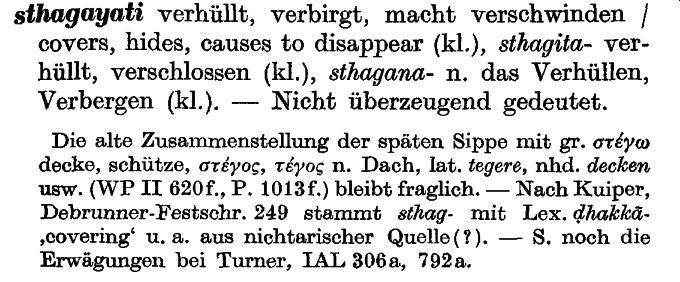 sthagayati verhüllt, verbirgt, macht verschwinden /
covers, hides, causes to disappear (kl.), sthagita- ver-
hüllt, verschlossen (kl.), sthagana- n. das Verhüllen,
Verbergen (kl.). — Nicht überzeugend gedeutet.
Die alte Zusammenstellung der späten Sippe mit gr. στέγω
decke, schütze, στέγος, τέγος n. Dach, lat. tegere, nhd. decken
usw. (WP II 620f., P. 1013f.) bleibt fraglich. — Nach Kuiper,
Debrunner-Festschr. 249 stammt sthag- mit Lex. ḍhakkā-
‚covering‘ u. a. aus nichtarischer Quelle(?). — S. noch die
Erwägungen bei Turner, IAL 306a, 792a.